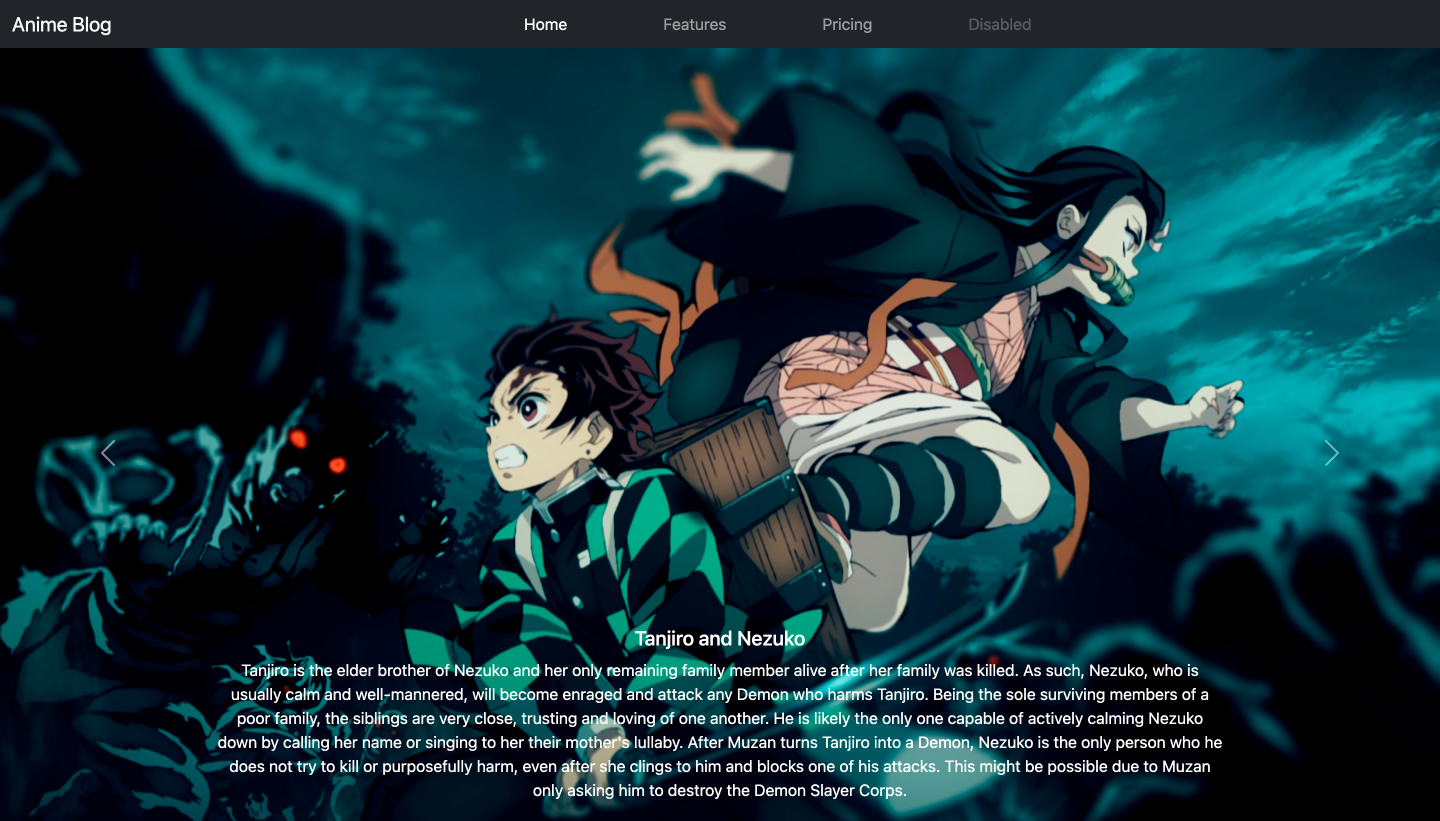 Anime Blog
Home
Features
Pricing
Disabled
Tanjiro and Nezuko
Tanjiro is the elder brother of Nezuko and her only remaining family member alive after her family was killed. As such, Nezuko, who is
usually calm and well-mannered, will become enraged and attack any Demon who harms Tanjiro. Being the sole surviving members of a
poor family, the siblings are very close, trusting and loving of one another. He is likely the only one capable of actively calming Nezuko
down by calling her name or singing to her their mother's lullaby. After Muzan turns Tanjiro into a Demon, Nezuko is the only person who he
does not try to kill or purposefully harm, even after she clings to him and blocks one of his attacks. This might be possible due to Muzan
only asking him to destroy the Demon Slayer Corps.